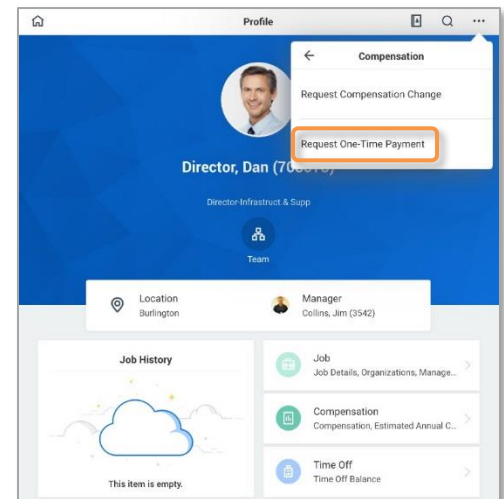 Profile
Compensation
Request Compensation Change
Request One-Time Payment
Director, Dan
Director-Infrastruct & Supp
Team
Location
Burlington
Manager
Collins, Jim (3542)
Job History
This item is empty.
Job
Job Details, Organizations, Manage...
Compensation
Compensation, Estimated Annual C...
Time Off
Time Off Balance